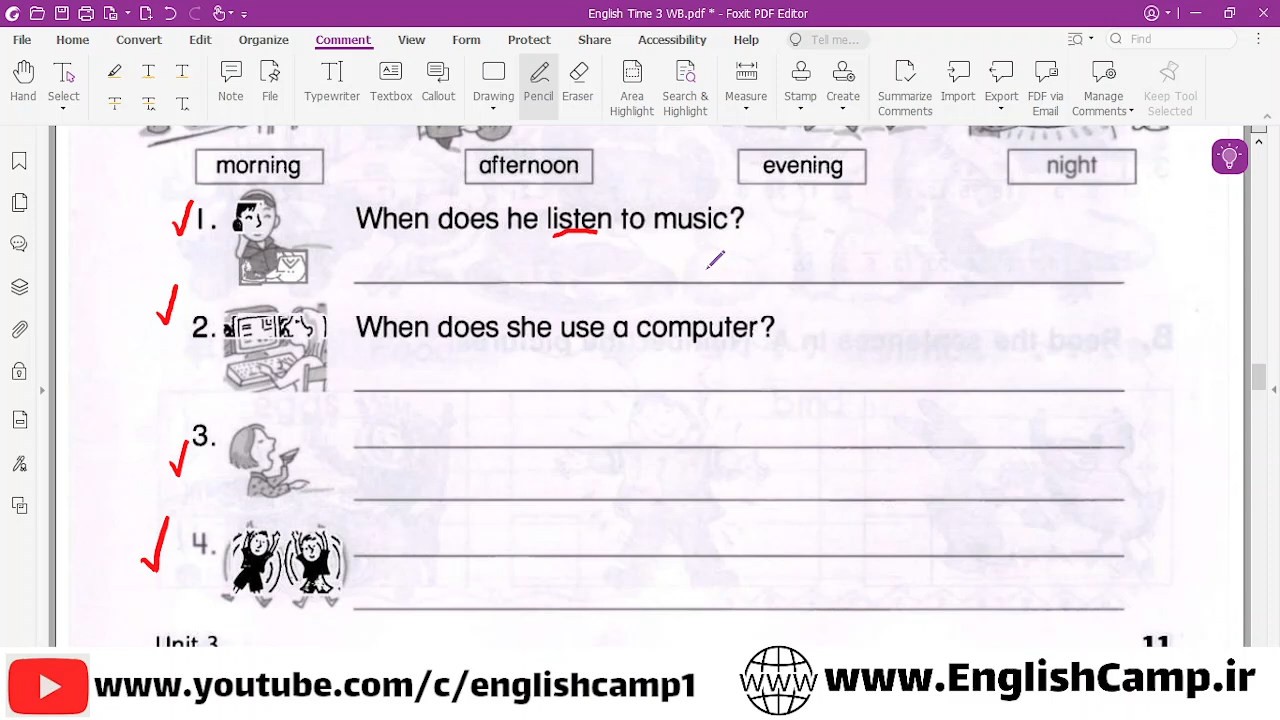 English Time 3 WB.pdf * - Foxit PDF Editor
File Home Convert Edit Organize Comment View Form Protect Share Accessibility Help Tell me... Find
Hand Select Note File Typewriter Textbox Callout Drawing Pencil Eraser Area Highlight Search & Highlight Measure Stamp Create Summarize Comments Import Export FDF via Email Manage Comments Keep Tool Selected
morning afternoon evening night
1. When does he listen to music?
2. When does she use a computer?
3.
4.
Unit 3 11
www.youtube.com/c/englishcamp1 WWW www.EnglishCamp.ir